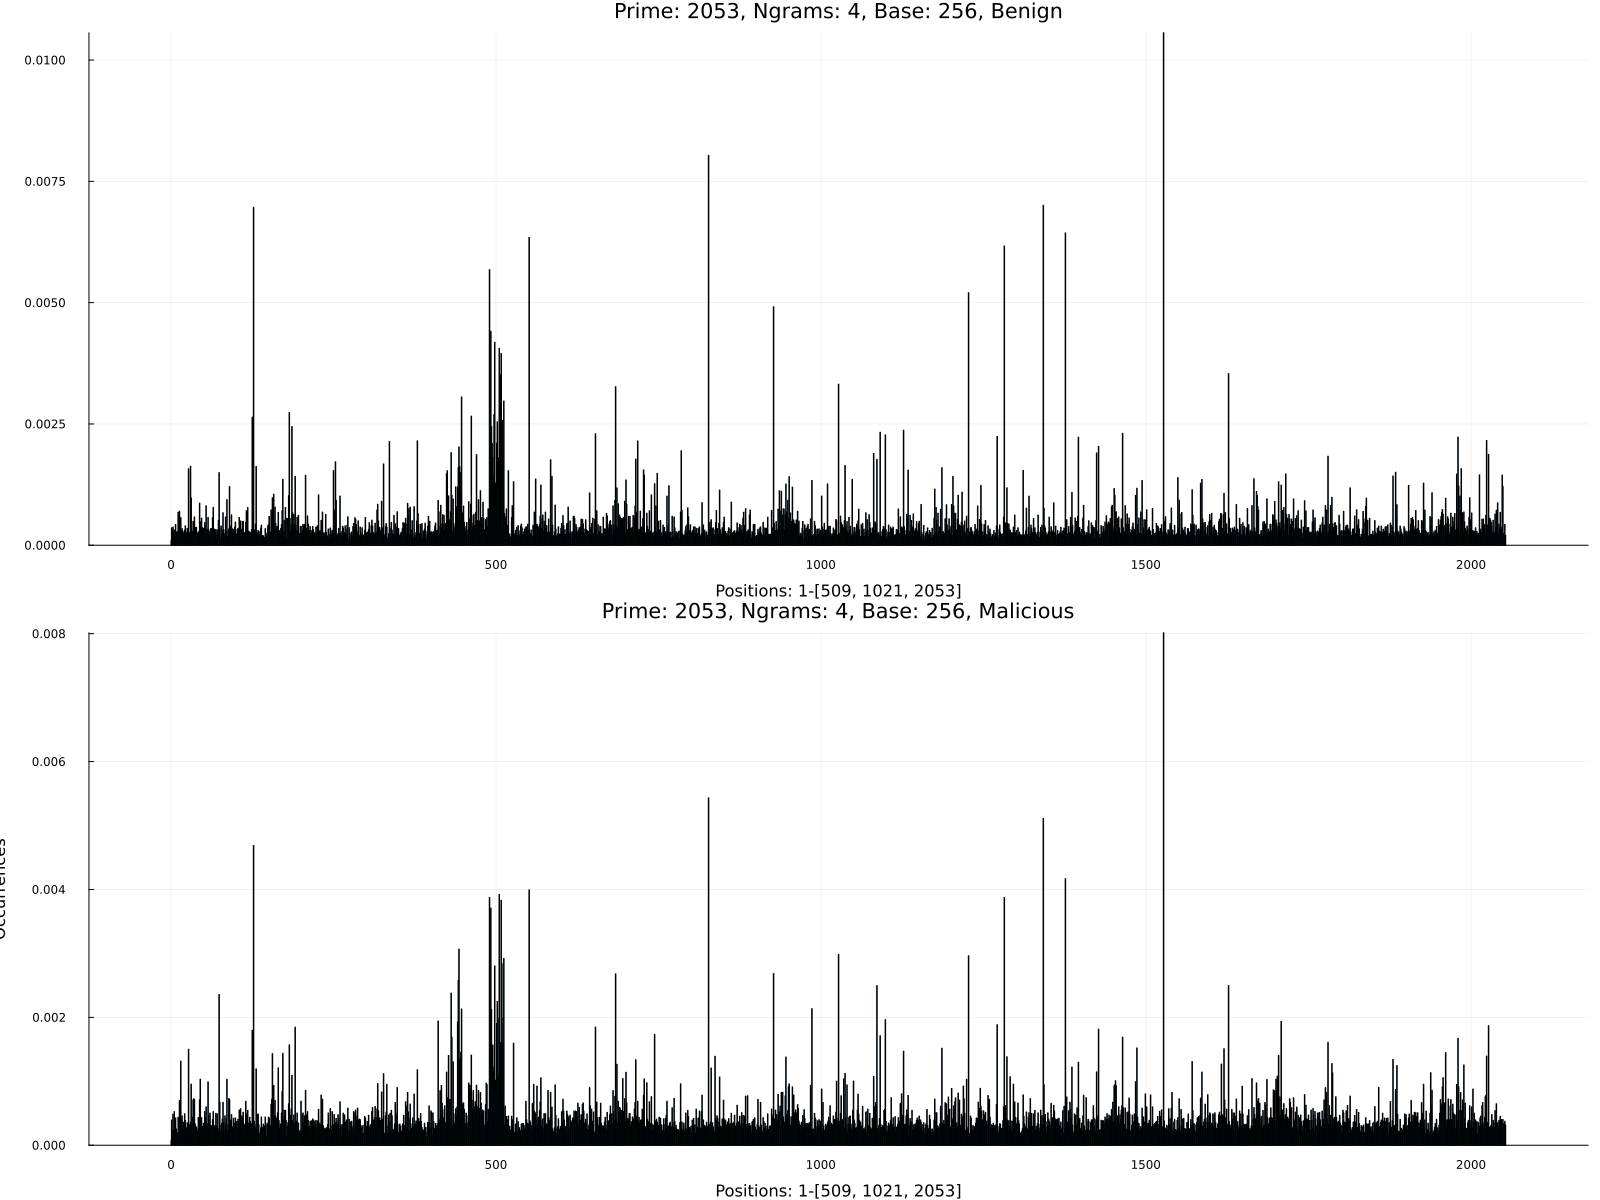 Prime: 2053, Ngrams: 4, Base: 256, Benign
0.0100
0.0075
0.0050
0.0025
0.0000
0 500 1000 1500 2000
Positions: 1-[509, 1021, 2053]
Prime: 2053, Ngrams: 4, Base: 256, Malicious
0.008
0.006
0.004
0.002
0.000
Occurrences
0 500 1000 1500 2000
Positions: 1-[509, 1021, 2053]